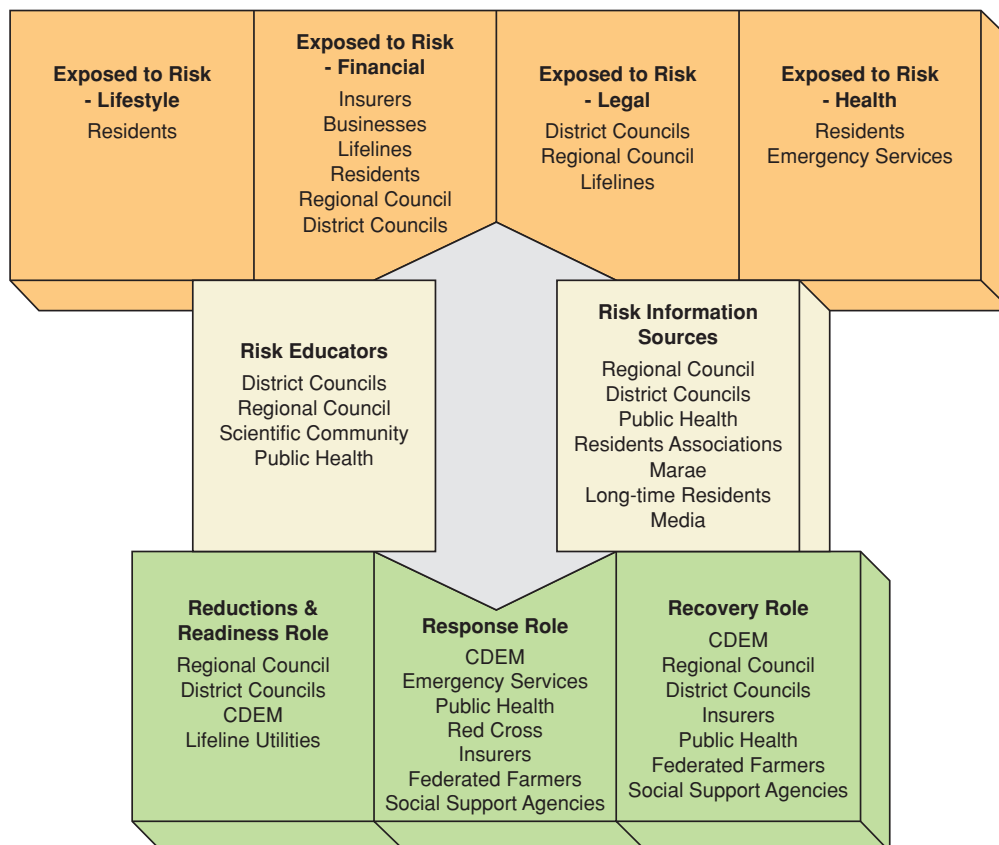 Exposed to Risk
- Lifestyle
Residents
Exposed to Risk
- Financial
Insurers
Businesses
Lifelines
Residents
Regional Council
District Councils
Exposed to Risk
- Legal
District Councils
Regional Council
Lifelines
Exposed to Risk
- Health
Residents
Emergency Services
Risk Educators
District Councils
Regional Council
Scientific Community
Public Health
Risk Information
Sources
Regional Council
District Councils
Public Health
Residents Associations
Marae
Long-time Residents
Media
Reductions &
Readiness Role
Regional Council
District Councils
CDEM
Lifeline Utilities
Response Role
CDEM
Emergency Services
Public Health
Red Cross
Insurers
Federated Farmers
Social Support Agencies
Recovery Role
CDEM
Regional Council
District Councils
Insurers
Public Health
Federated Farmers
Social Support Agencies